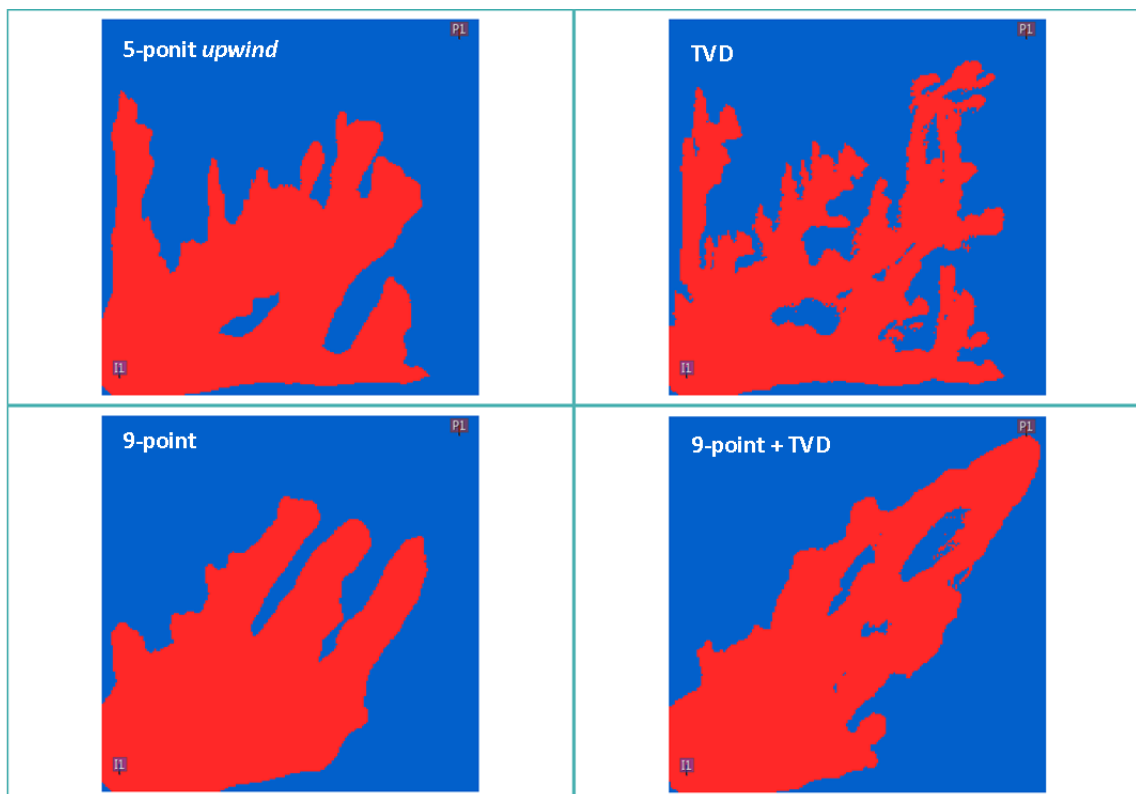 5-ponit upwind
P1
I1
TVD
P1
I1
9-point
P1
I1
9-point + TVD
P1
I1